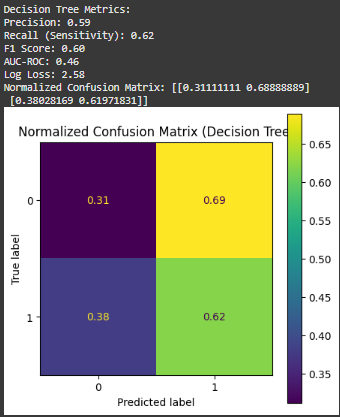 Decision Tree Metrics:
Precision: 0.59
Recall (Sensitivity): 0.62
F1 Score: 0.60
AUC-ROC: 0.46
Log Loss: 2.58
Normalized Confusion Matrix: [[0.31111111 0.68888889]
[0.38028169 0.61971831]]
Normalized Confusion Matrix (Decision Tree
0.65
0.60
0.55
0.50
0.45
0.40
0.35
True label
0
0.31
0.69
1
0.38
0.62
0
1
Predicted label